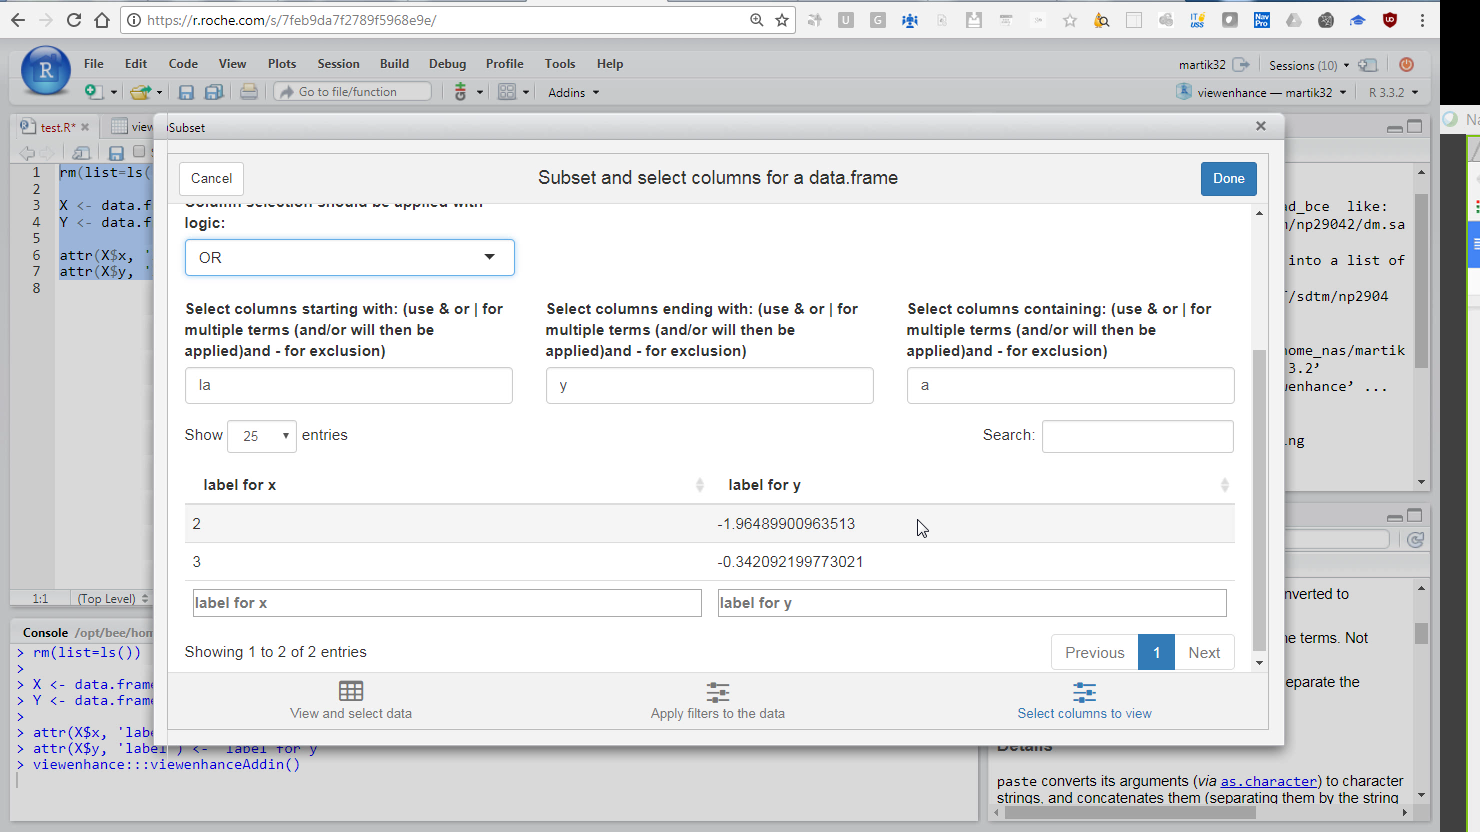 https://r.roche.com/s/7feb9da7f2789f5968e9e/
File Edit Code View Plots Session Build Debug Profile Tools Help
martik32 Sessions (10)
Go to file/function Addins
viewenhance — martik32 R 3.3.2
test.R* view
Subset
1 rm(list=ls(
2
3 X <- data.f
4 Y <- data.f
5
6 attr(X$x, '
7 attr(X$y, '
8
1:1 (Top Level)
Cancel
Subset and select columns for a data.frame
Done
Column selection should be applied with
logic:
OR
Select columns starting with: (use & or | for
multiple terms (and/or will then be
applied)and - for exclusion)
la
Select columns ending with: (use & or | for
multiple terms (and/or will then be
applied)and - for exclusion)
y
Select columns containing: (use & or | for
multiple terms (and/or will then be
applied)and - for exclusion)
a
Show 25 entries
Search:
label for x label for y
2 -1.96489900963513
3 -0.342092199773021
label for x label for y
Showing 1 to 2 of 2 entries
Previous 1 Next
View and select data
Apply filters to the data
Select columns to view
Console /opt/bee/hom
> rm(list=ls())
>
> X <- data.frame
> Y <- data.frame
>
> attr(X$x, 'labe
> attr(X$y, 'label') <- 'label for y'
> viewenhance:::viewenhanceAddin()
ad_bce like:
/np29042/dm.sa
into a list of
/sdtm/np2904
home_nas/martik
3.2’
enhance’ ...
ng
nverted to
e terms. Not
eparate the
Details
paste converts its arguments (via as.character) to character
strings, and concatenates them (separating them by the string
Na